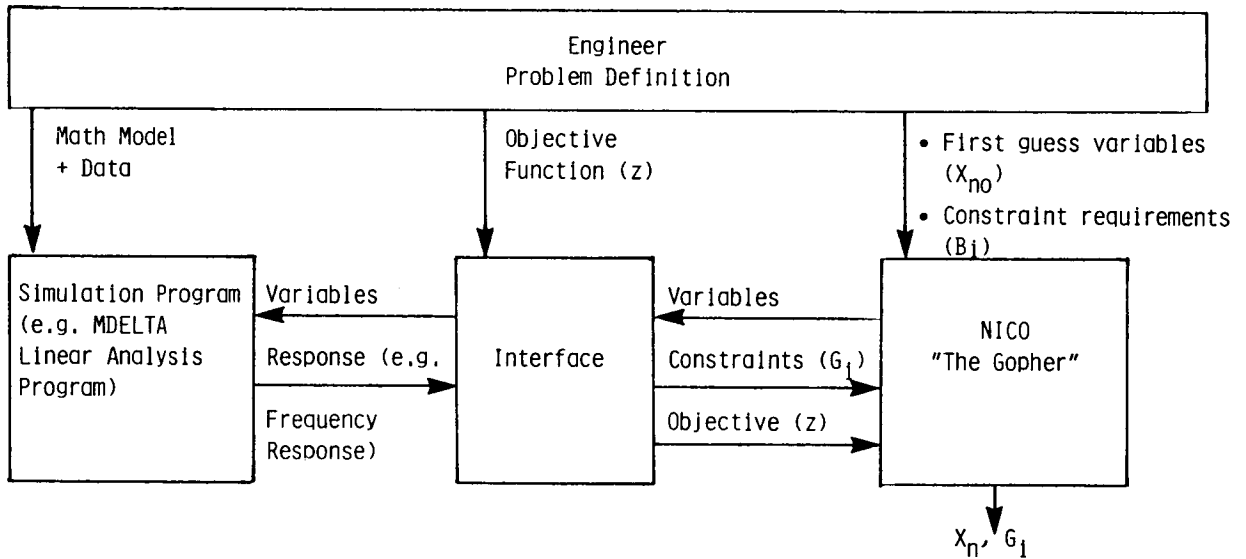 Engineer
Problem Definition
Math Model
+ Data
Objective
Function (z)
• First guess variables
(Xno)
• Constraint requirements
(Bi)
Simulation Program
(e.g. MDELTA
Linear Analysis
Program)
Variables
Response (e.g.
Frequency
Response)
Interface
Variables
Constraints (Gi)
Objective (z)
NICO
"The Gopher"
Xn, Gi